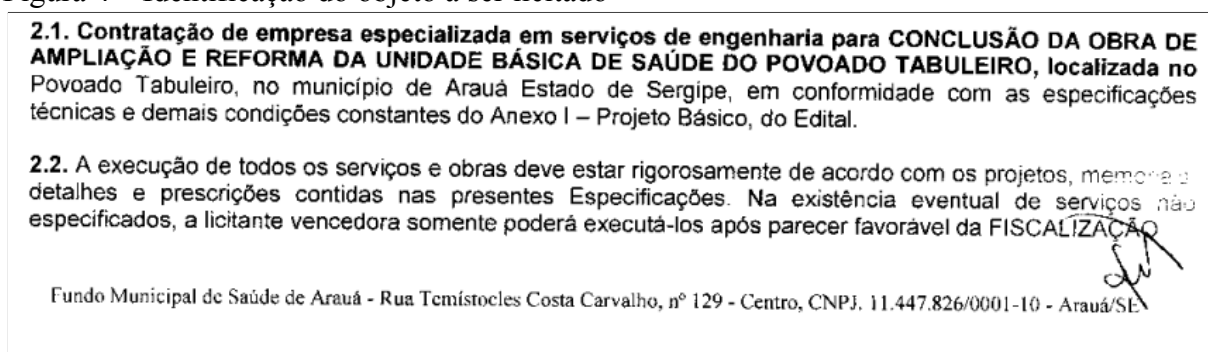 2.1. Contratação de empresa especializada em serviços de engenharia para CONCLUSÃO DA OBRA DE
AMPLIAÇÃO E REFORMA DA UNIDADE BÁSICA DE SAÚDE DO POVOADO TABULEIRO, localizada no
Povoado Tabuleiro, no município de Arauá Estado de Sergipe, em conformidade com as especificações
técnicas e demais condições constantes do Anexo I – Projeto Básico, do Edital.
2.2. A execução de todos os serviços e obras deve estar rigorosamente de acordo com os projetos,
detalhes e prescrições contidas nas presentes Especificações. Na existência eventual de serviços não
especificados, a licitante vencedora somente poderá executá-los após parecer favorável da FISCALIZAÇÃO
Fundo Municipal de Saúde de Arauá - Rua Temístocles Costa Carvalho, nº 129 - Centro, CNPJ. 11.447.826/0001-10 - Arauá/SE